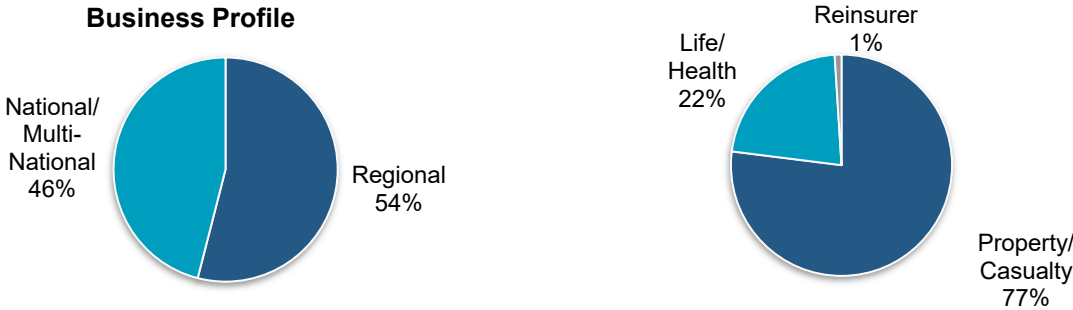 Business Profile
National/
Multi-
National
46%
Regional
54%
Reinsurer
1%
Life/
Health
22%
Property/
Casualty
77%